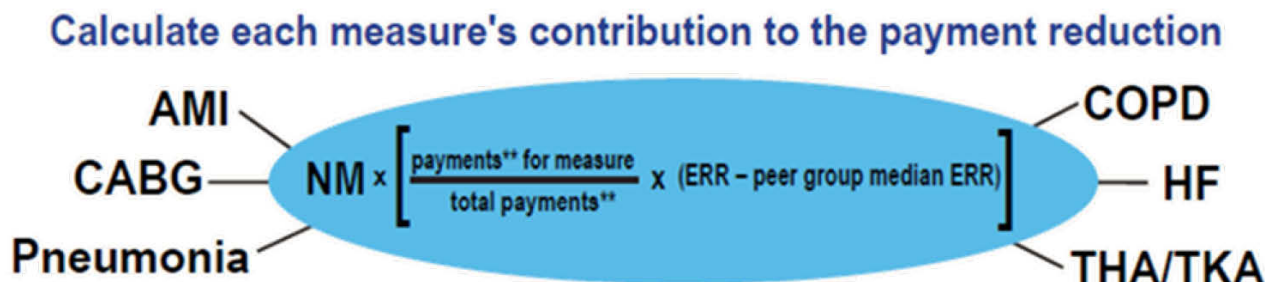 Calculate each measure's contribution to the payment reduction
AMI
CABG
Pneumonia
NM x [ payments** for measure
total payments**
x (ERR – peer group median ERR) ]
COPD
HF
THA/TKA